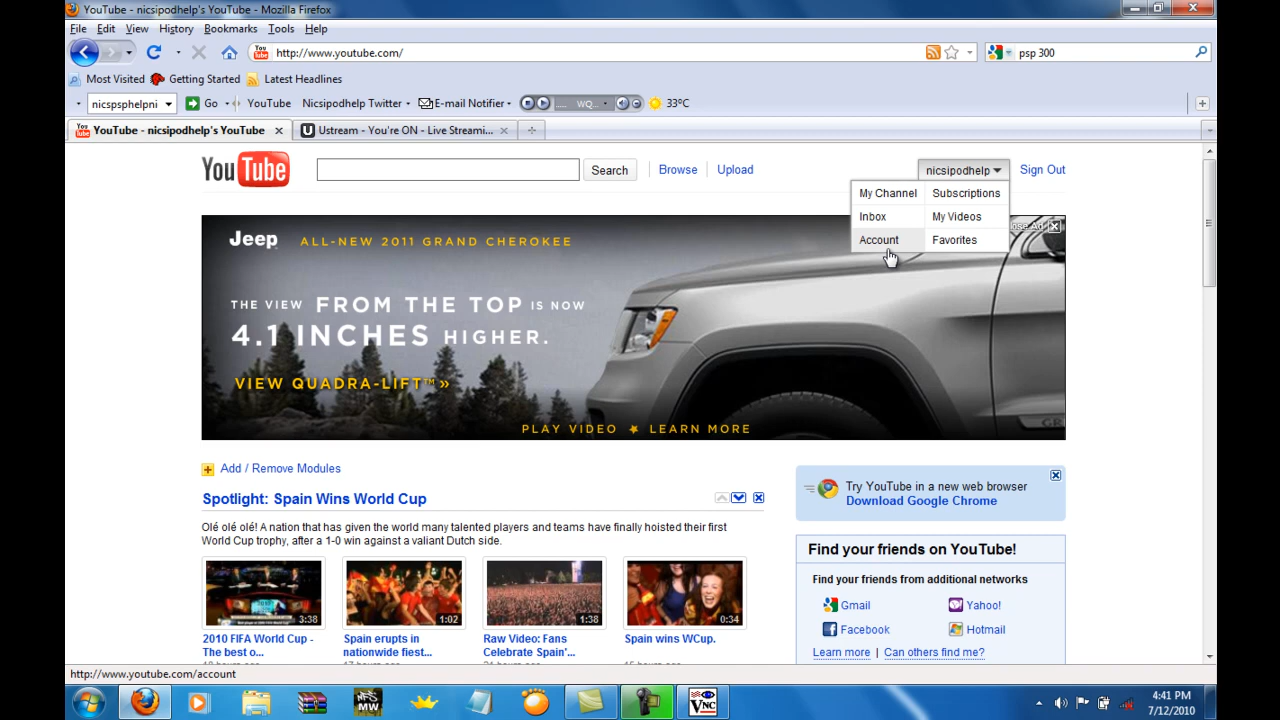 YouTube - nicsipodhelp's YouTube - Mozilla Firefox
File Edit View History Bookmarks Tools Help
You Tube http://www.youtube.com/ psp 300
Most Visited Getting Started Latest Headlines
nicspsphelpni Go YouTube Nicsipodhelp Twitter E-mail Notifier .... WQ... 33ºC
You Tube YouTube - nicsipodhelp's YouTube U Ustream - You're ON - Live Streami...
YouTube Search Browse Upload nicsipodhelp Sign Out
My Channel Subscriptions
Inbox My Videos
Account Favorites
Jeep ALL-NEW 2011 GRAND CHEROKEE
THE VIEW FROM THE TOP IS NOW
4.1 INCHES HIGHER.
VIEW QUADRA-LIFT™»
PLAY VIDEO ★ LEARN MORE
Add / Remove Modules
Spotlight: Spain Wins World Cup
Olé olé olé! A nation that has given the world many talented players and teams have finally hoisted their first
World Cup trophy, after a 1-0 win against a valiant Dutch side.
3:38 1:02 1:38 0:34
2010 FIFA World Cup -
The best o...
Spain erupts in
nationwide fiest...
Raw Video: Fans
Celebrate Spain'...
Spain wins WCup.
Try YouTube in a new web browser
Download Google Chrome
Find your friends on YouTube!
Find your friends from additional networks
Gmail Yahoo!
Facebook Hotmail
Learn more | Can others find me?
http://www.youtube.com/account
NFS
MW
VNC
4:41 PM
7/12/2010